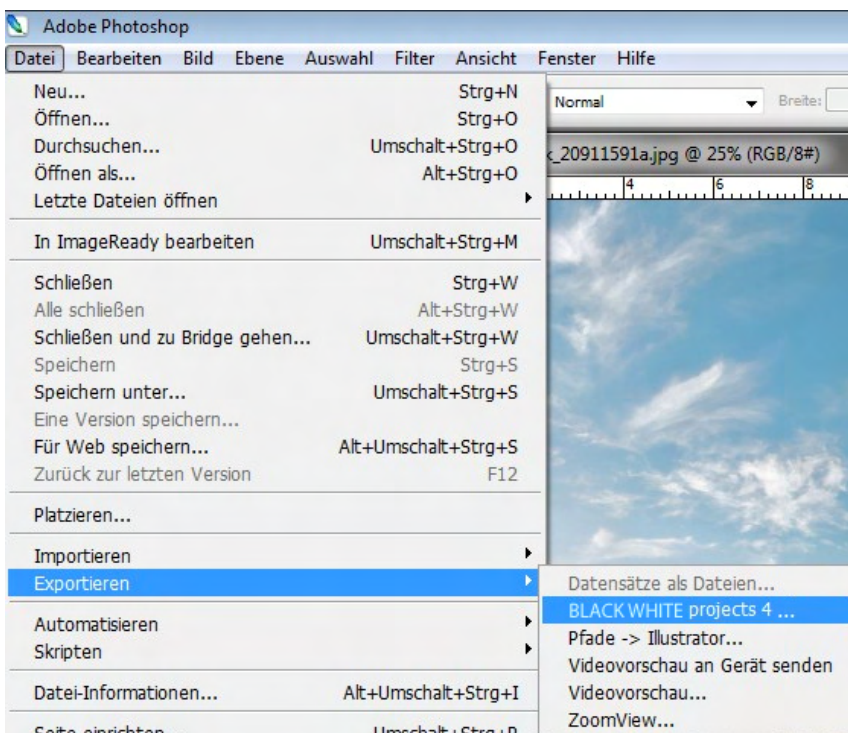 Adobe Photoshop
Datei Bearbeiten Bild Ebene Auswahl Filter Ansicht Fenster Hilfe
Neu... Strg+N
Normal Breite:
Öffnen... Strg+O
Durchsuchen... Umschalt+Strg+O
_20911591a.jpg @ 25% (RGB/8#)
Öffnen als... Alt+Strg+O
Letzte Dateien öffnen
4 6 8
In ImageReady bearbeiten Umschalt+Strg+M
Schließen Strg+W
Alle schließen Alt+Strg+W
Schließen und zu Bridge gehen... Umschalt+Strg+W
Speichern Strg+S
Speichern unter... Umschalt+Strg+S
Eine Version speichern...
Für Web speichern... Alt+Umschalt+Strg+S
Zurück zur letzten Version F12
Platzieren...
Importieren
Exportieren
Datensätze als Dateien...
BLACK WHITE projects 4 ...
Pfade -> Illustrator...
Videovorschau an Gerät senden
Videovorschau...
ZoomView...
Automatisieren
Skripten
Datei-Informationen... Alt+Umschalt+Strg+I
Seite einrichten Umschalt+Strg+P